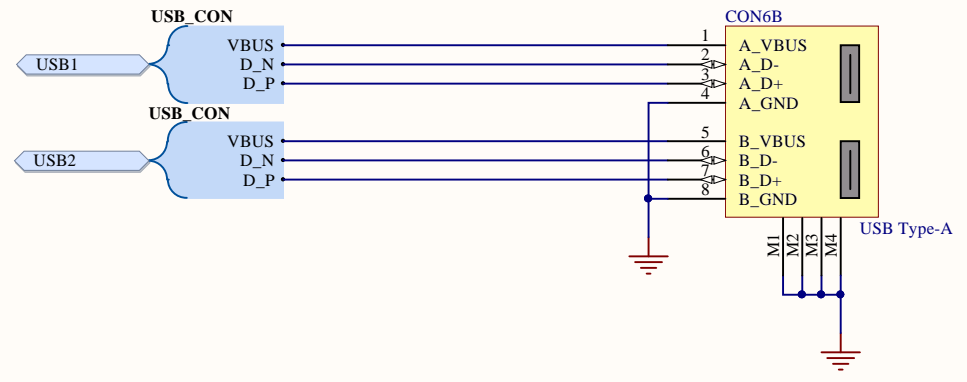 USB_CON
CON6B
USB1
VBUS
D_N
D_P
1
2
3
4
A_VBUS
A_D-
A_D+
A_GND
USB_CON
USB2
VBUS
D_N
D_P
5
6
7
8
B_VBUS
B_D-
B_D+
B_GND
USB Type-A
M1
M2
M3
M4